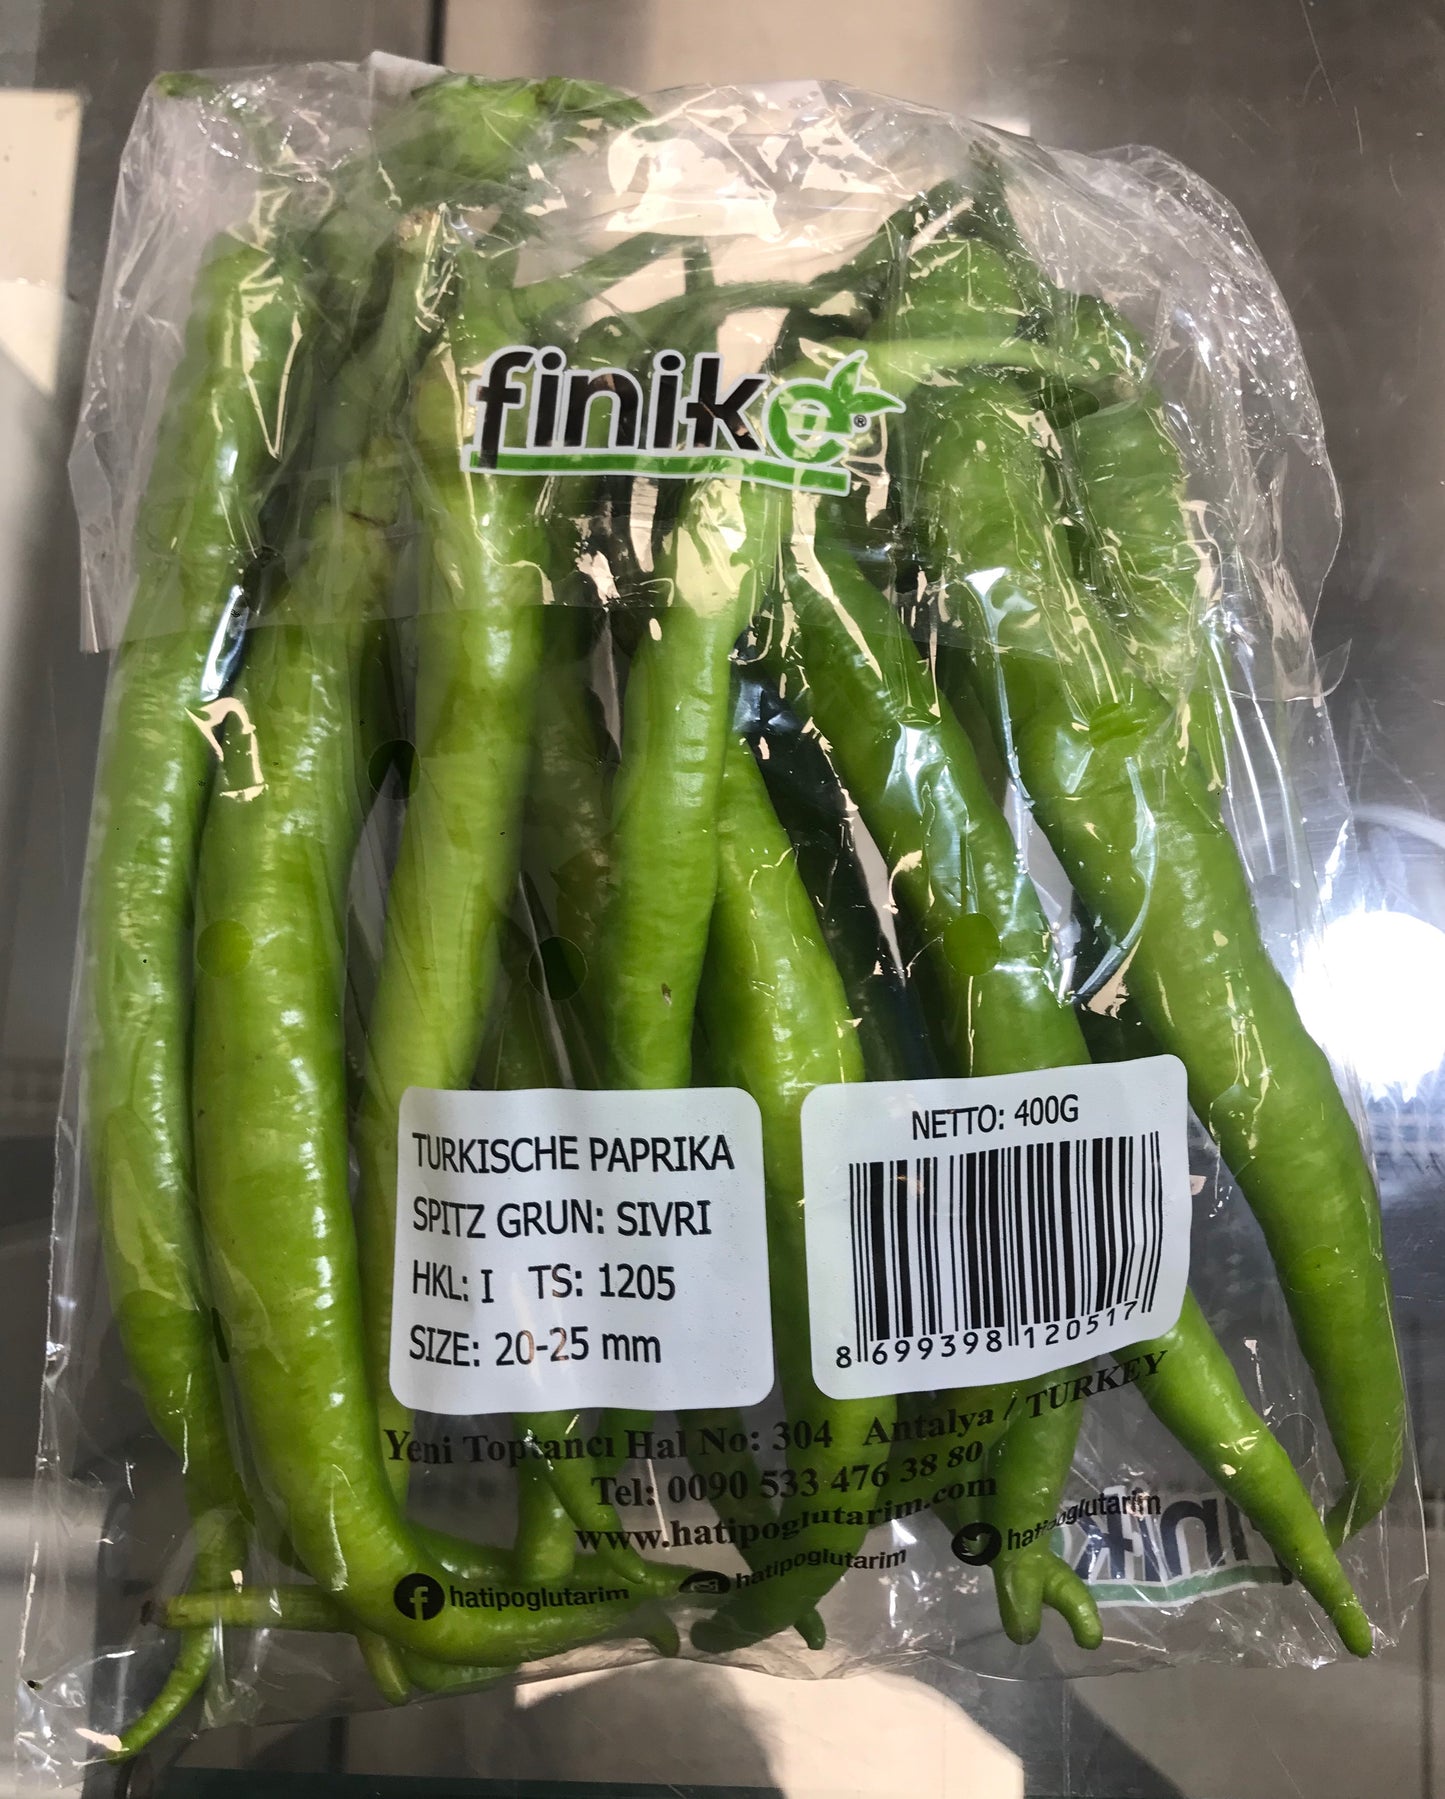 finike®
TURKISCHE PAPRIKA
SPITZ GRUN: SIVRI
HKL: I TS: 1205
SIZE: 20-25 mm
NETTO: 400G
8 699398 120517
Yeni Toptancı Hal No: 304 Antalya / TURKEY
Tel: 0090 533 476 38 80
www.hatipoglutarim.com
hatipoglutarim hatipoglutarim hatipoglutarim